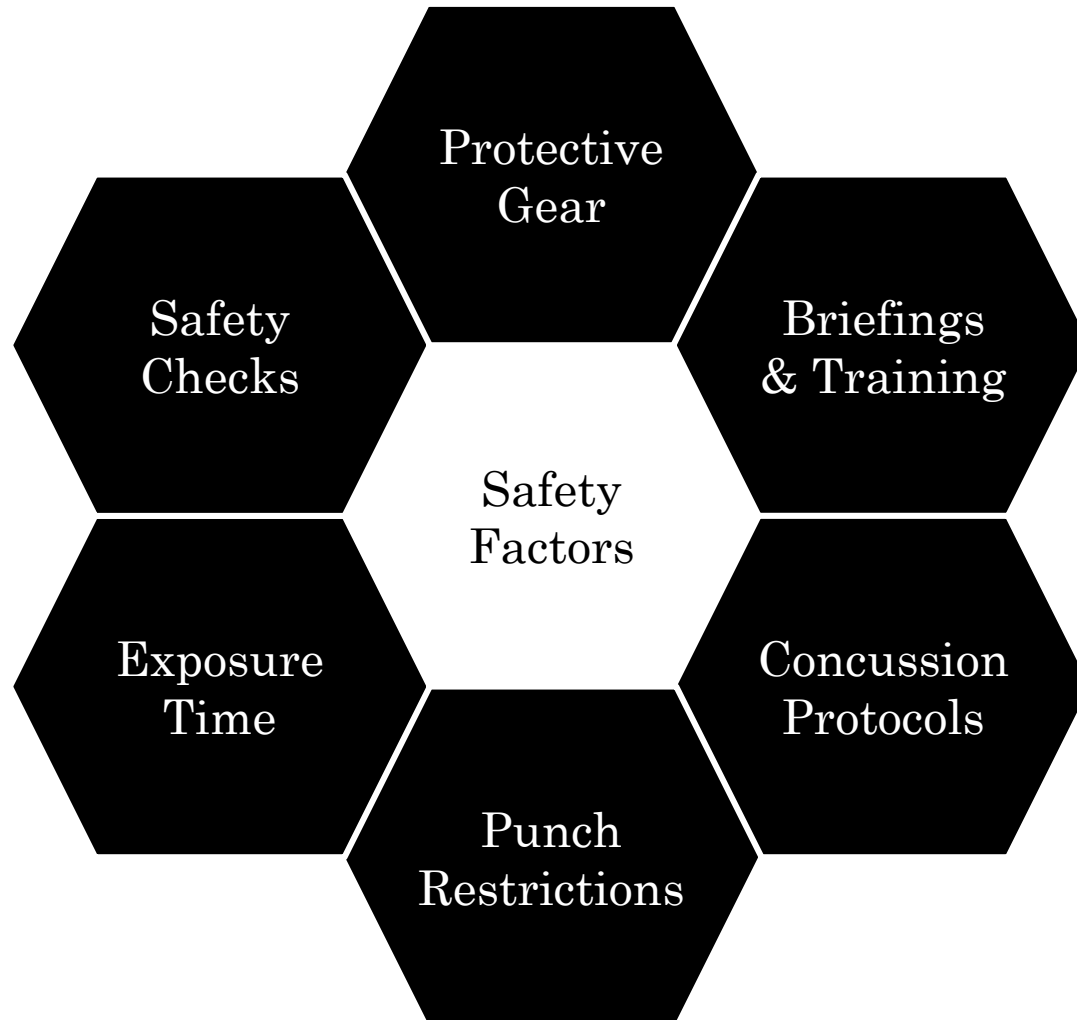 Protective
Gear
Safety
Checks
Briefings
& Training
Safety
Factors
Exposure
Time
Concussion
Protocols
Punch
Restrictions